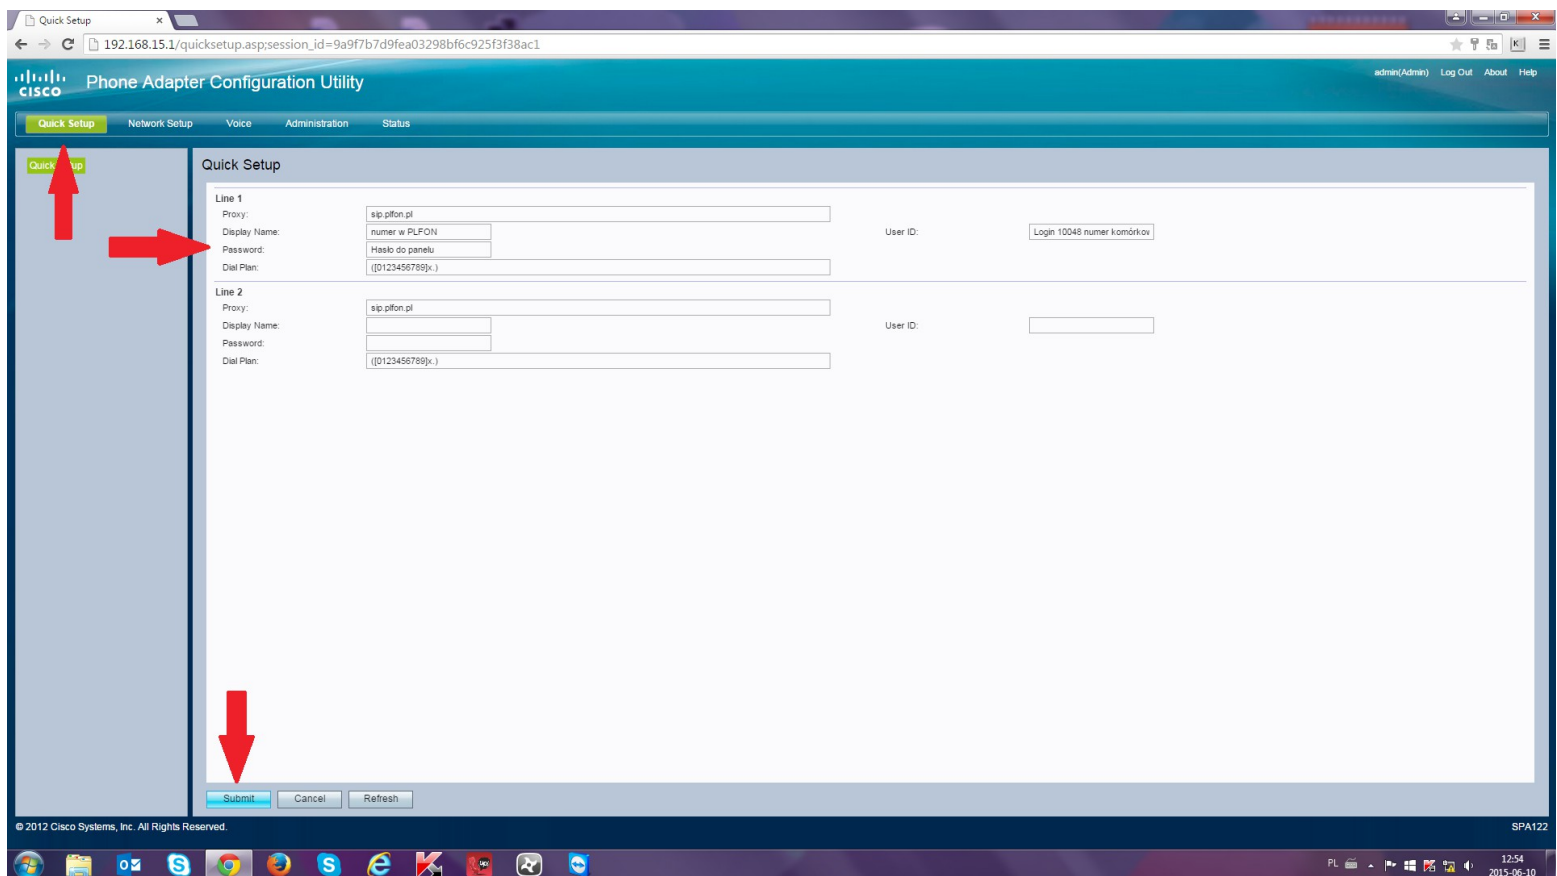 Quick Setup
192.168.15.1/quicksetup.asp;session_id=9a9f7b7d9fea03298bf6c925f3f38ac1
CISCO Phone Adapter Configuration Utility
admin(Admin) Log Out About Help
Quick Setup Network Setup Voice Administration Status
Quick Setup
Line 1
Proxy: sip.plfon.pl
Display Name: numer w PLFON User ID: Login 10048 numer komórkov
Password: Hasło do panelu
Dial Plan: ([0123456789]x.)
Line 2
Proxy: sip.plfon.pl
Display Name: User ID:
Password:
Dial Plan: ([0123456789]x.)
Submit Cancel Refresh
© 2012 Cisco Systems, Inc. All Rights Reserved. SPA122
PL 12:54
2015-06-10